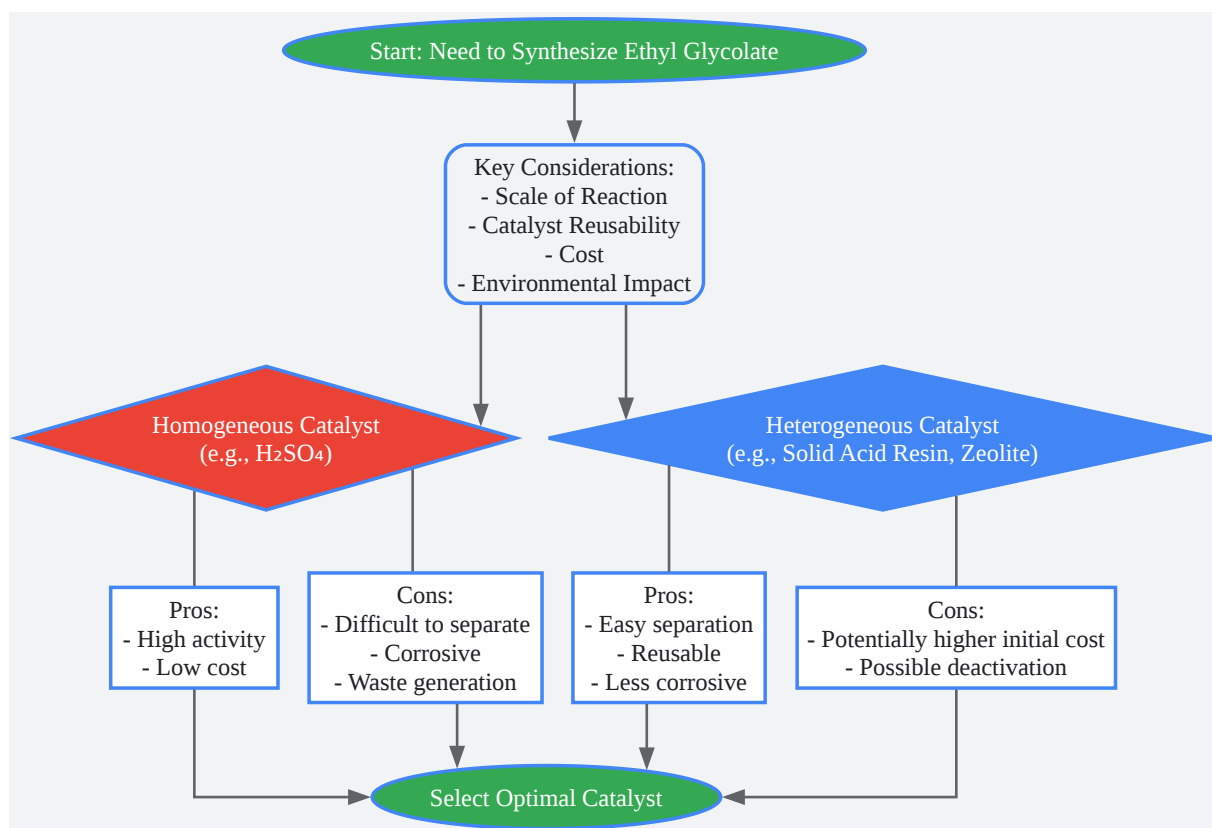 Start: Need to Synthesize Ethyl Glycolate
Key Considerations:
- Scale of Reaction
- Catalyst Reusability
- Cost
- Environmental Impact
Homogeneous Catalyst
(e.g., H₂SO₄)
Heterogeneous Catalyst
(e.g., Solid Acid Resin, Zeolite)
Pros:
- High activity
- Low cost
Cons:
- Difficult to separate
- Corrosive
- Waste generation
Pros:
- Easy separation
- Reusable
- Less corrosive
Cons:
- Potentially higher initial cost
- Possible deactivation
Select Optimal Catalyst